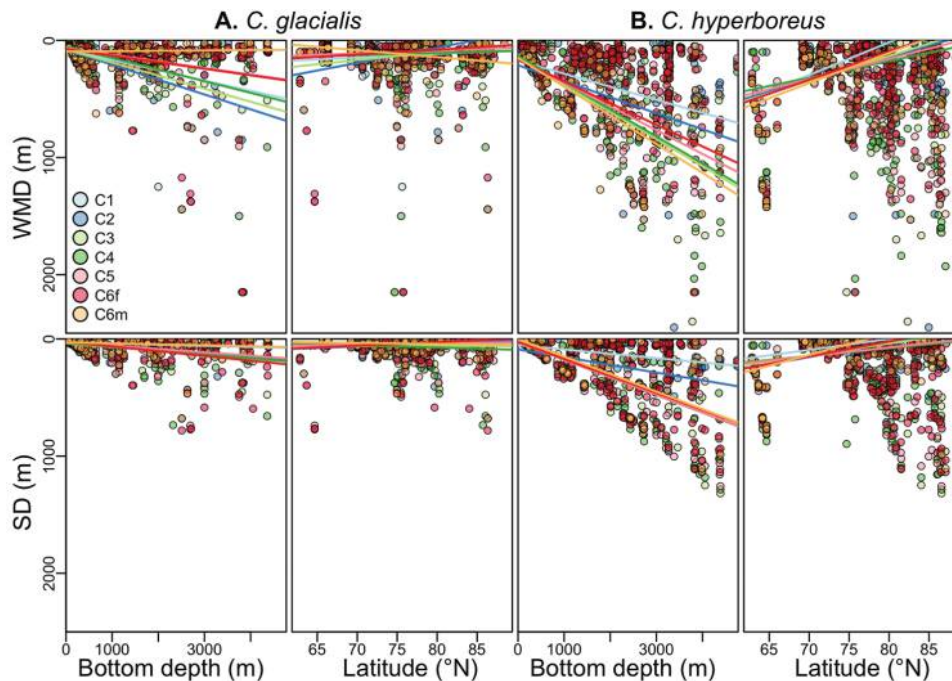 A. C. glacialis
B. C. hyperboreus
WMD (m)
0
1000
2000
C1
C2
C3
C4
C5
C6f
C6m
SD (m)
0
1000
2000
0 1000 3000
65 70 75 80 85
0 1000 3000
65 70 75 80 85
Bottom depth (m)
Latitude (°N)
Bottom depth (m)
Latitude (°N)